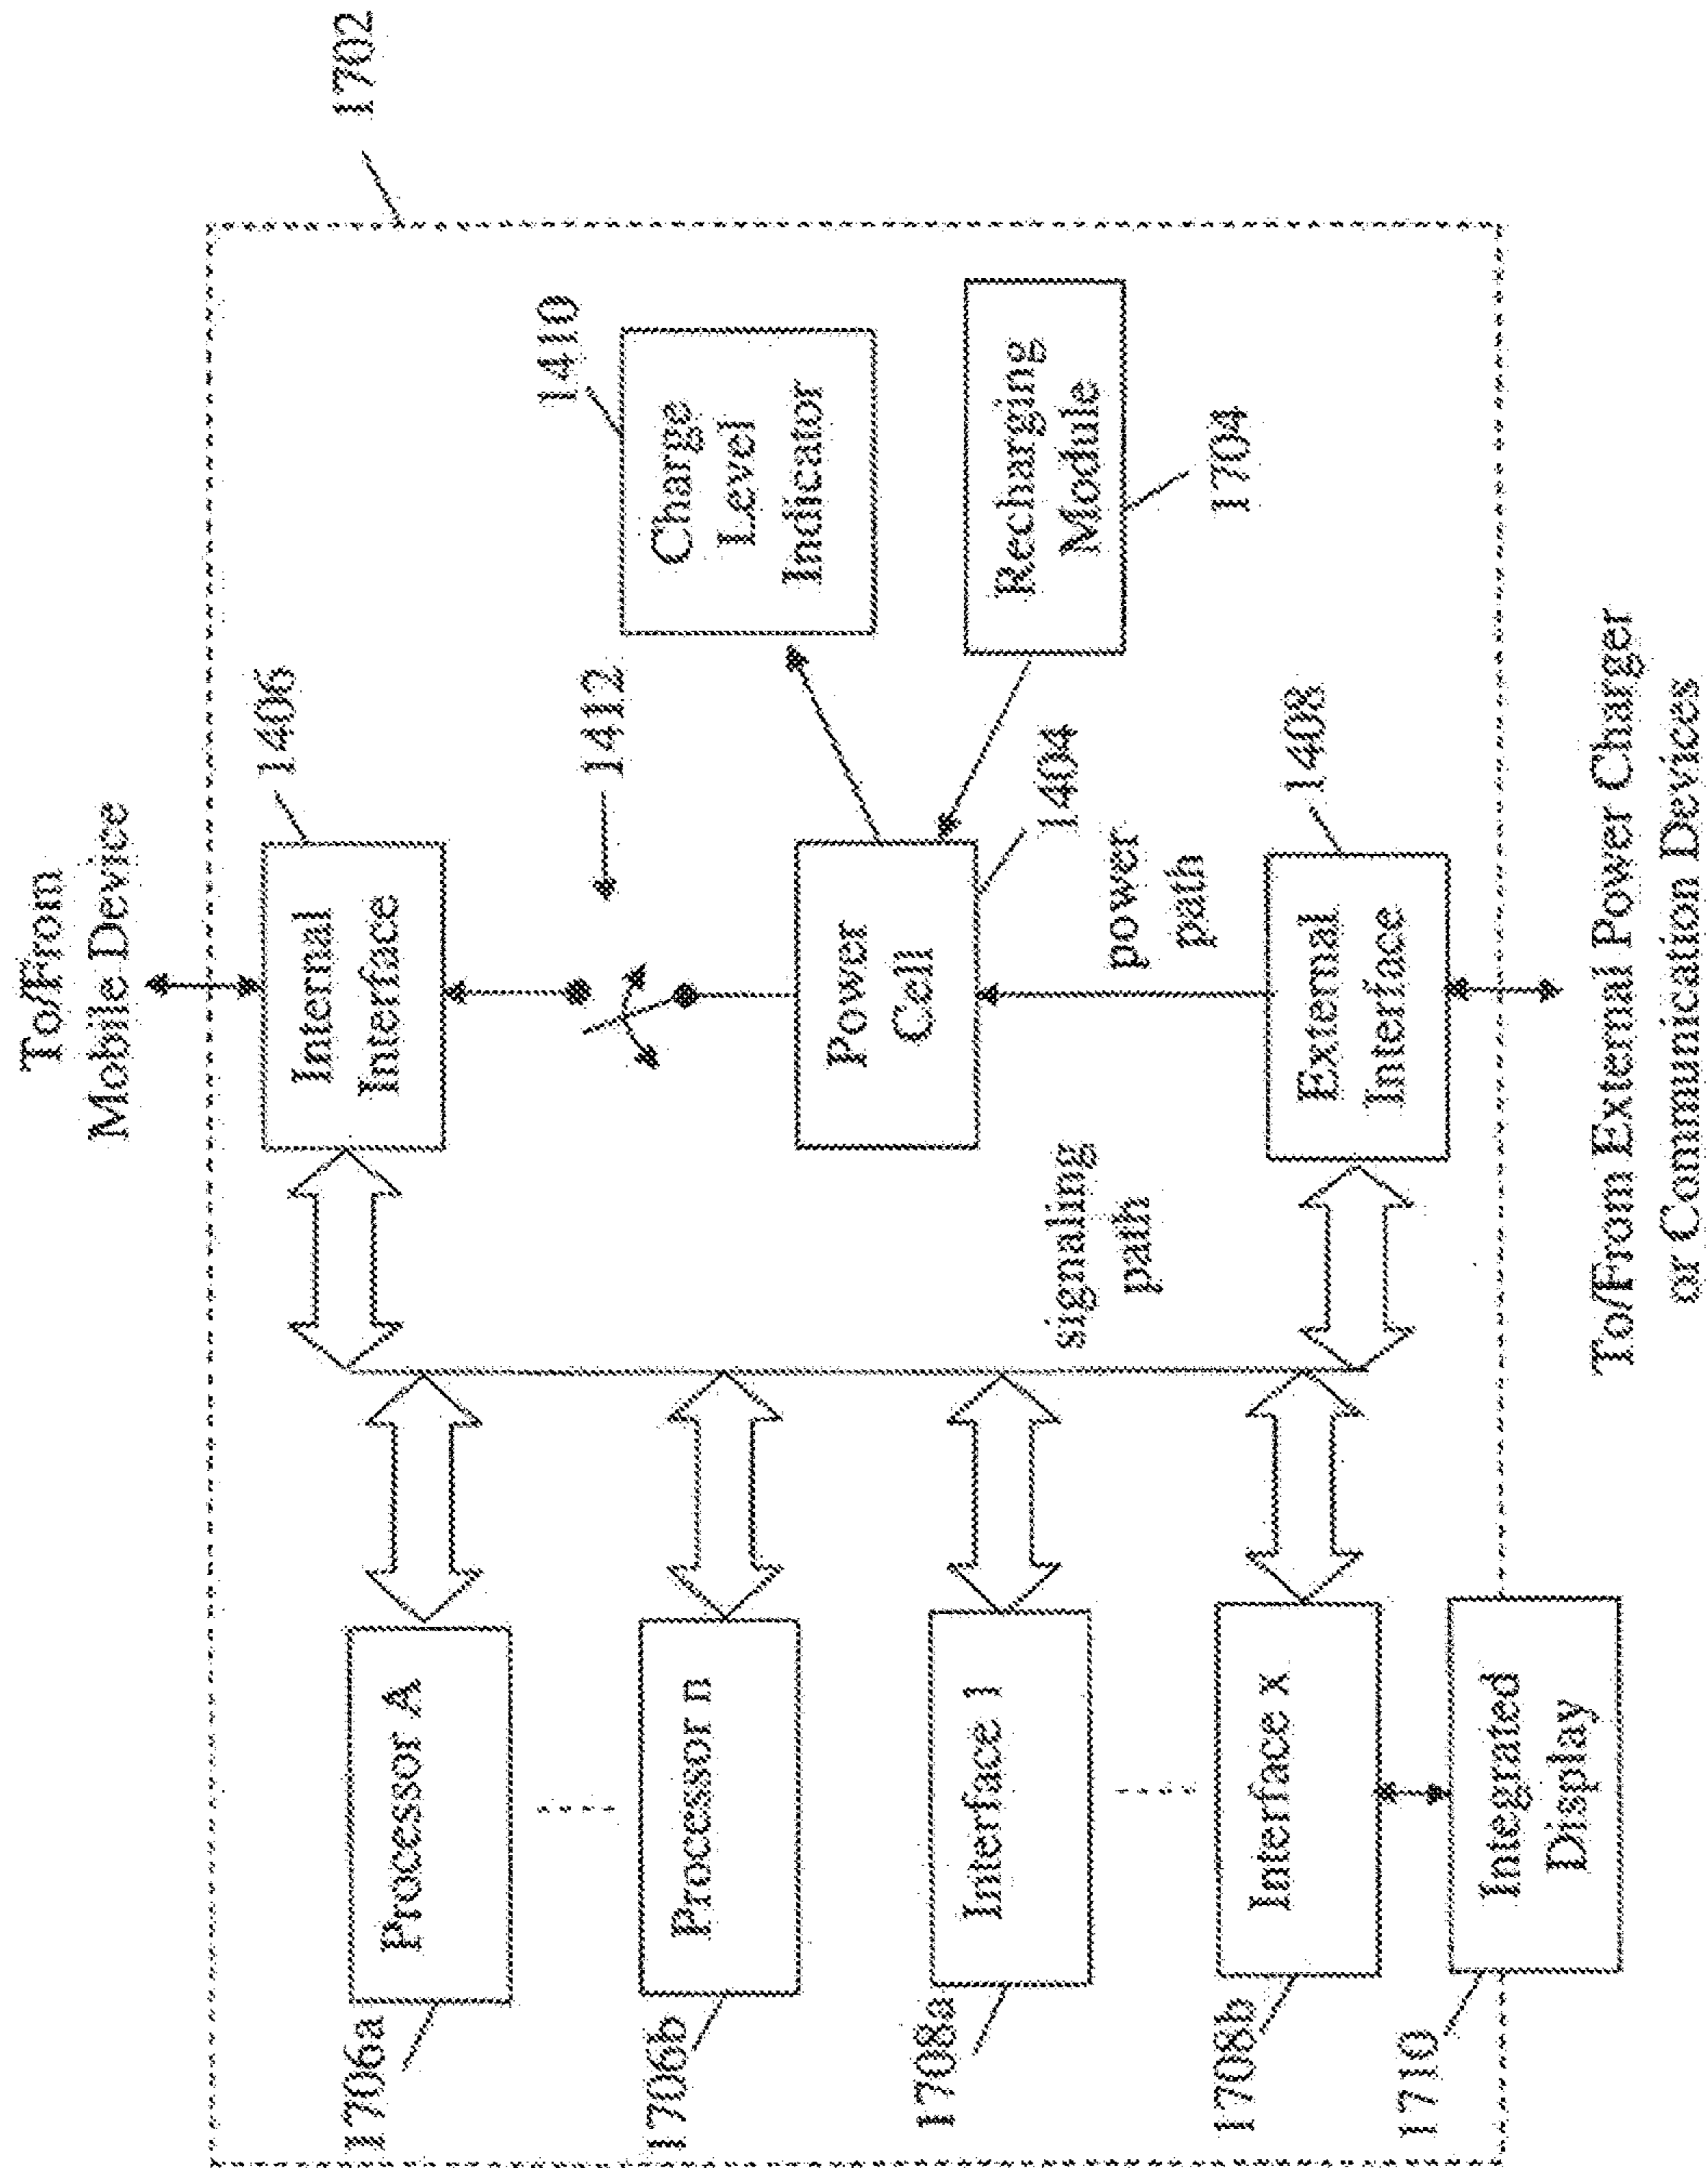 To/From
Mobile Device
1702
1406
Internal
Interface
1412
1410
Charge
Level
Indicator
Power
Cell
1404
Recharging
Module
1704
power
path
signaling
path
1408
External
Interface
To/From External Power Charger
or Communication Devices
1706a
Processor A
1706b
Processor n
1708a
Interface 1
1708b
Interface x
1710
Integrated
Display